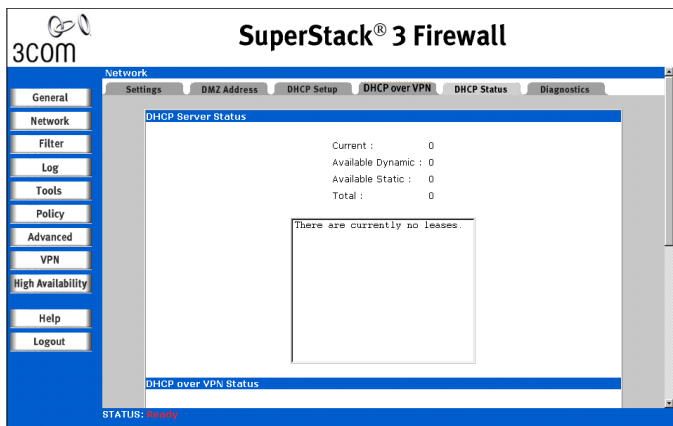 3COM
SuperStack® 3 Firewall
Network
Settings
DMZ Address
DHCP Setup
DHCP over VPN
DHCP Status
Diagnostics
General
Network
Filter
Log
Tools
Policy
Advanced
VPN
High Availability
Help
Logout
DHCP Server Status
Current : 0
Available Dynamic : 0
Available Static : 0
Total : 0
There are currently no leases.
DHCP over VPN Status
STATUS: Ready